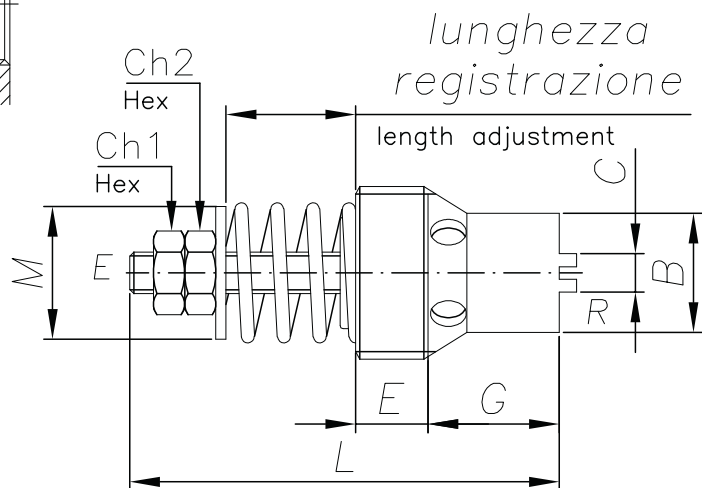 lunghezza
registrazione
length adjustment
Ch2
Hex
Ch1
Hex
C
M
E
B
R
E
G
L